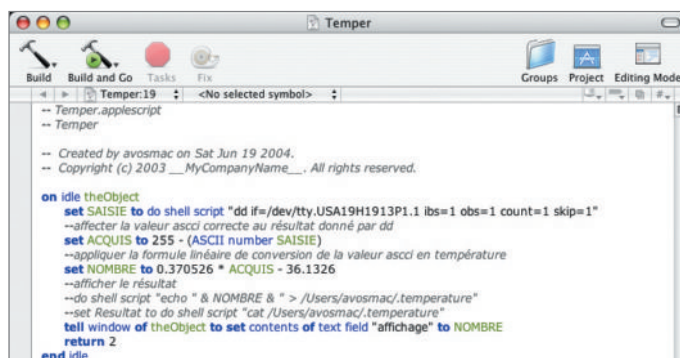 Temper
Build Build and Go Tasks Fix Groups Project Editing Mode
Temper:19 <No selected symbol> #
-- Temper.applescript
-- Temper
-- Created by avosmac on Sat Jun 19 2004.
-- Copyright (c) 2003 __MyCompanyName__. All rights reserved.
on idle theObject
set SAISIE to do shell script "dd if=/dev/tty.USA19H1913P1.1 ibs=1 obs=1 count=1 skip=1"
--affecter la valeur ascci correcte au résultat donné par dd
set ACQUIS to 255 - (ASCII number SAISIE)
--appliquer la formule linéaire de conversion de la valeur ascci en température
set NOMBRE to 0.370526 * ACQUIS - 36.1326
--afficher le résultat
--do shell script "echo " & NOMBRE & " > /Users/avosmac/.temperature"
--set Resultat to do shell script "cat /Users/avosmac/.temperature"
tell window of theObject to set contents of text field "affichage" to NOMBRE
return 2
end idle